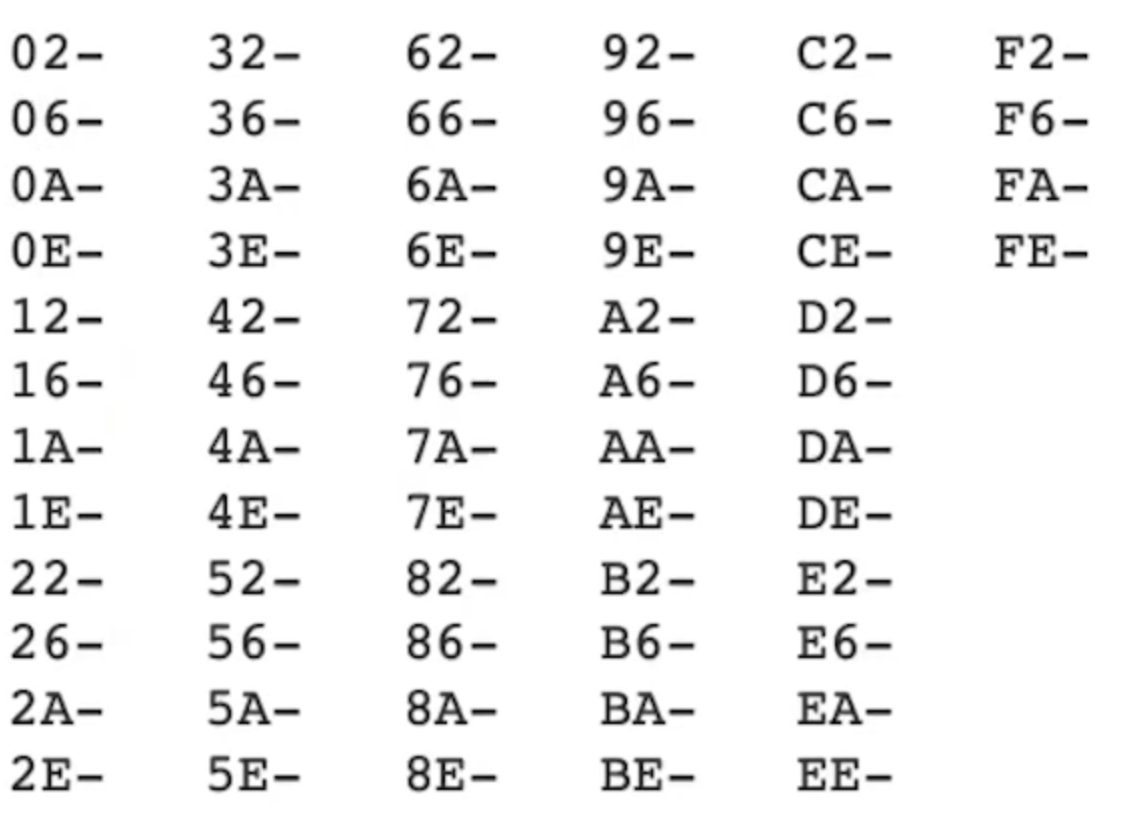 02- 32- 62- 92- C2- F2-
06- 36- 66- 96- C6- F6-
0A- 3A- 6A- 9A- CA- FA-
0E- 3E- 6E- 9E- CE- FE-
12- 42- 72- A2- D2-
16- 46- 76- A6- D6-
1A- 4A- 7A- AA- DA-
1E- 4E- 7E- AE- DE-
22- 52- 82- B2- E2-
26- 56- 86- B6- E6-
2A- 5A- 8A- BA- EA-
2E- 5E- 8E- BE- EE-